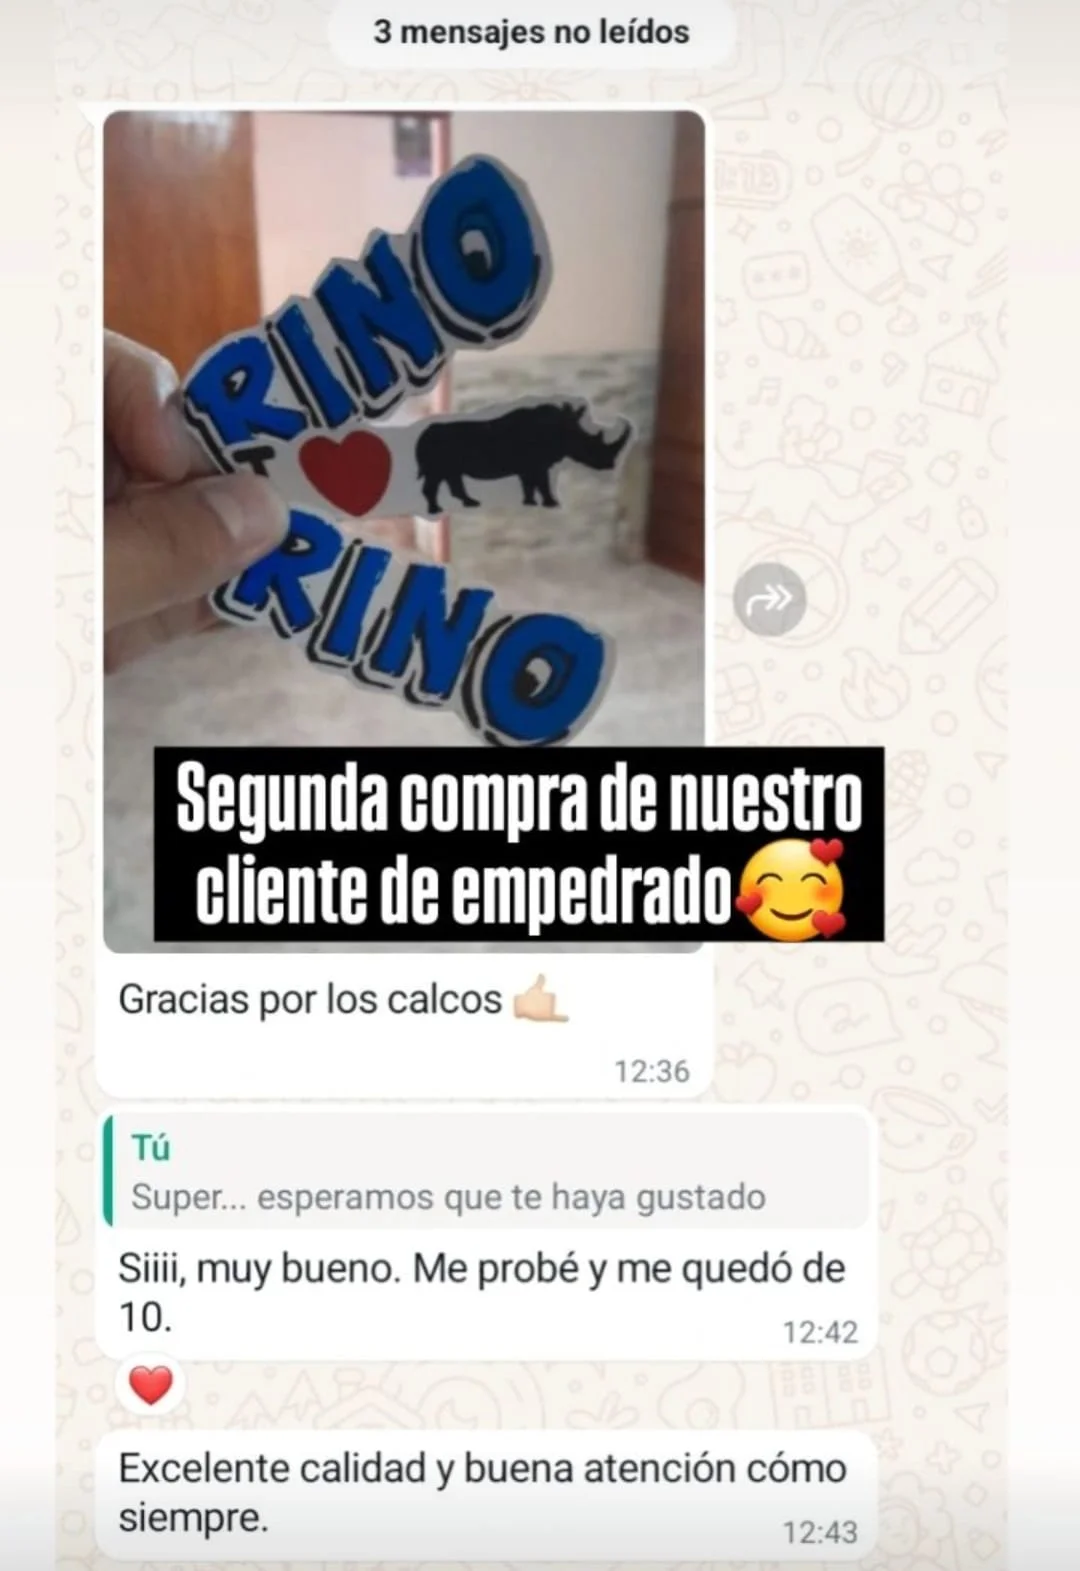 3 mensajes no leídos
RINO
I
RINO
Segunda compra de nuestro
cliente de empedrado🥰
Gracias por los calcos 🤙🏻
12:36
Tú
Super... esperamos que te haya gustado
Siiii, muy bueno. Me probé y me quedó de
10.
12:42
❤️
Excelente calidad y buena atención cómo
siempre.
12:43